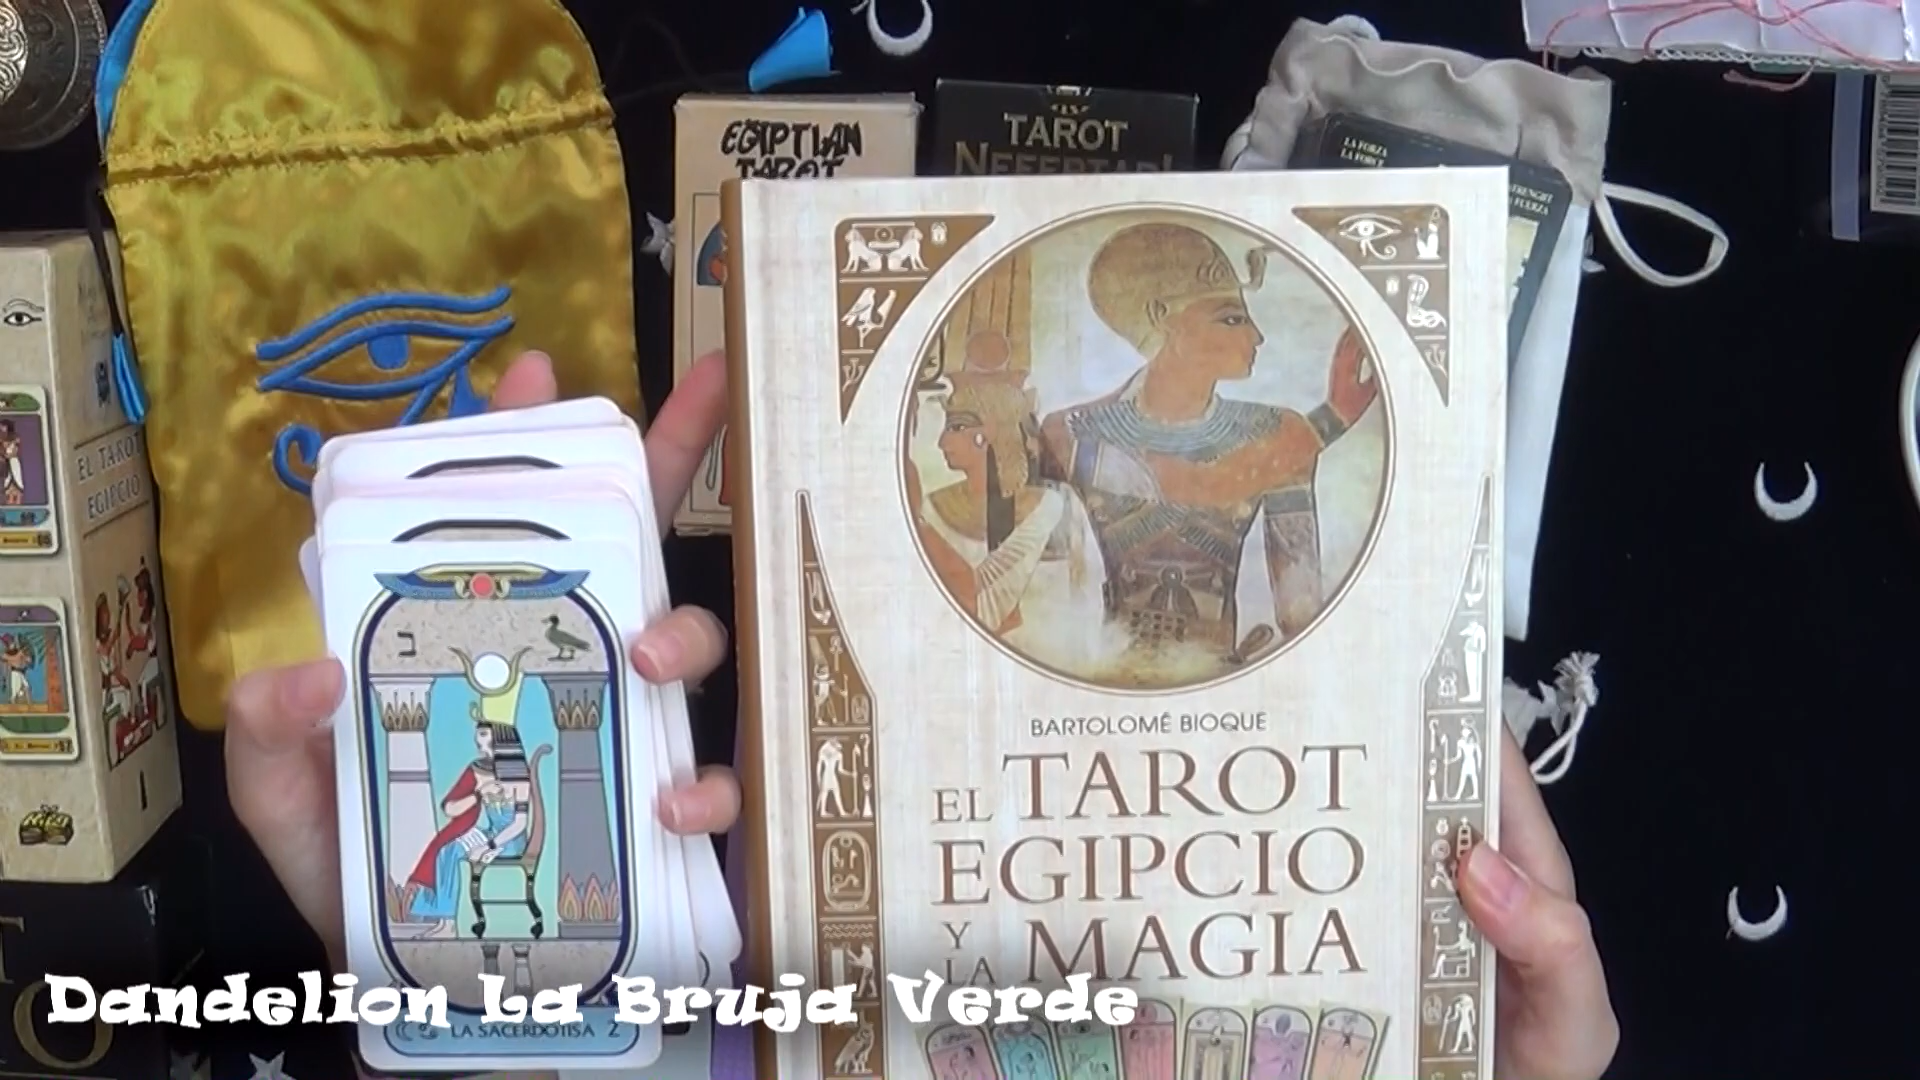 EGIPTIAN
TAROT
TAROT
NEFERTARI
LA FORZA
LA FORCE
STRENGHT
FUERZA
EL TAROT
EGIPCIO
ב
BARTOLOMÉ BIOQUE
EL TAROT
EGIPCIO
Y LA MAGIA
LA SACERDOTISA 2
Dandelion La Bruja Verde